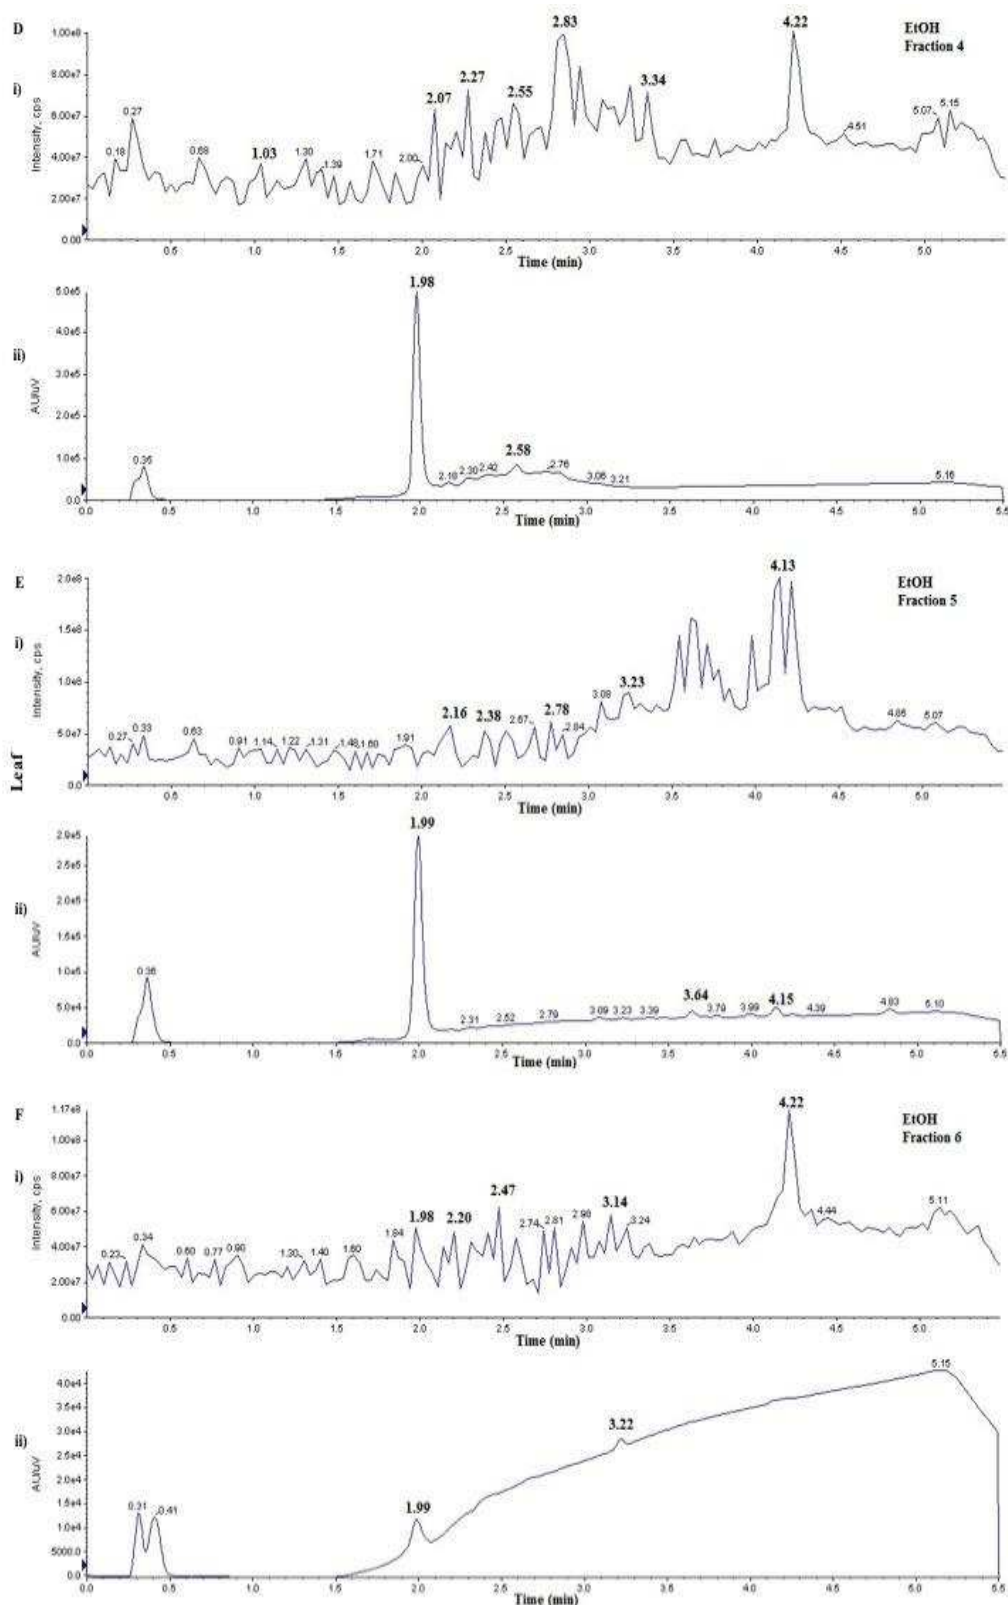 D
EtOH
Fraction 4
i)
Intensity, cps
1.00e8
8.00e7
6.00e7
4.00e7
2.00e7
0.00
0.18
0.27
0.68
1.03
1.30
1.39
1.71
2.00
2.07
2.27
2.55
2.83
3.34
4.22
4.51
5.07
5.15
0.5
1.0
1.5
2.0
2.5
3.0
3.5
4.0
4.5
5.0
Time (min)
ii)
AU/uV
5.0e5
4.0e5
3.0e5
2.0e5
1.0e5
0.0
0.35
1.98
2.18
2.30
2.42
2.58
2.76
3.06
3.21
5.16
0.0
0.5
1.0
1.5
2.0
2.5
3.0
3.5
4.0
4.5
5.0
5.5
Time (min)
E
EtOH
Fraction 5
i)
Intensity, cps
2.0e8
1.5e8
1.0e8
5.0e7
0.0
0.27
0.33
0.63
0.91
1.14
1.22
1.31
1.48
1.60
1.91
2.16
2.38
2.67
2.78
2.84
3.08
3.23
4.13
4.85
5.07
0.5
1.0
1.5
2.0
2.5
3.0
3.5
4.0
4.5
5.0
Time (min)
Leaf
ii)
AU/uV
2.9e5
2.5e5
2.0e5
1.5e5
1.0e5
5.0e4
0.0
0.36
1.99
2.31
2.52
2.79
3.09
3.23
3.39
3.64
3.79
3.99
4.15
4.39
4.83
5.10
0.0
0.5
1.0
1.5
2.0
2.5
3.0
3.5
4.0
4.5
5.0
5.5
Time (min)
F
EtOH
Fraction 6
i)
Intensity, cps
1.17e8
1.00e8
8.00e7
6.00e7
4.00e7
2.00e7
0.00
0.23
0.34
0.60
0.77
0.90
1.30
1.40
1.60
1.84
1.98
2.20
2.47
2.74
2.81
2.98
3.14
3.24
4.22
4.44
5.11
0.5
1.0
1.5
2.0
2.5
3.0
3.5
4.0
4.5
5.0
Time (min)
ii)
AU/uV
4.0e4
3.5e4
3.0e4
2.5e4
2.0e4
1.5e4
1.0e4
5000.0
0.0
0.31
0.41
1.99
3.22
5.15
0.0
0.5
1.0
1.5
2.0
2.5
3.0
3.5
4.0
4.5
5.0
5.5
Time (min)